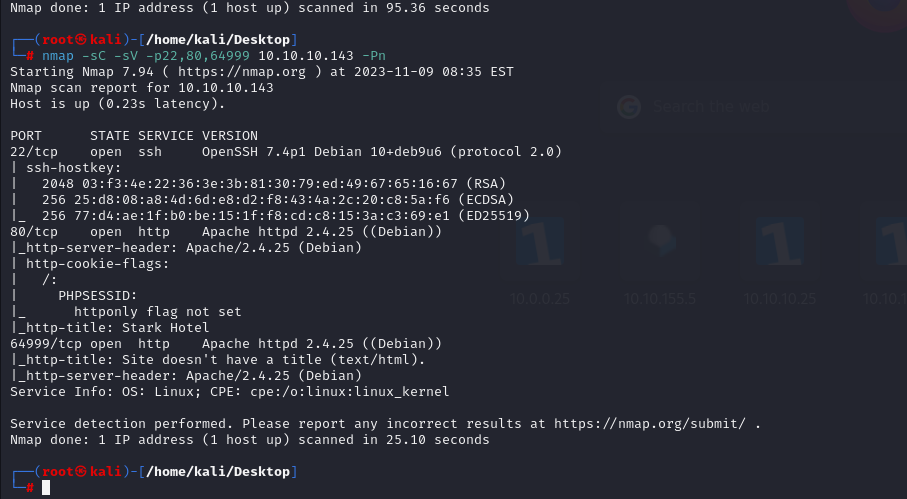 Nmap done: 1 IP address (1 host up) scanned in 95.36 seconds
┌──(root㉿kali)-[/home/kali/Desktop]
└─# nmap -sC -sV -p22,80,64999 10.10.10.143 -Pn
Starting Nmap 7.94 ( https://nmap.org ) at 2023-11-09 08:35 EST
Nmap scan report for 10.10.10.143
Host is up (0.23s latency).
PORT      STATE SERVICE VERSION
22/tcp    open  ssh     OpenSSH 7.4p1 Debian 10+deb9u6 (protocol 2.0)
| ssh-hostkey:
|   2048 03:f3:4e:22:36:3e:3b:81:30:79:ed:49:67:65:16:67 (RSA)
|   256 25:d8:08:a8:4d:6d:e8:d2:f8:43:4a:2c:20:c8:5a:f6 (ECDSA)
|_  256 77:d4:ae:1f:b0:be:15:1f:f8:cd:c8:15:3a:c3:69:e1 (ED25519)
80/tcp    open  http    Apache httpd 2.4.25 ((Debian))
|_http-server-header: Apache/2.4.25 (Debian)
| http-cookie-flags:
|   /:
|     PHPSESSID:
|_      httponly flag not set
|_http-title: Stark Hotel
64999/tcp open  http    Apache httpd 2.4.25 ((Debian))
|_http-title: Site doesn't have a title (text/html).
|_http-server-header: Apache/2.4.25 (Debian)
Service Info: OS: Linux; CPE: cpe:/o:linux:linux_kernel
Service detection performed. Please report any incorrect results at https://nmap.org/submit/ .
Nmap done: 1 IP address (1 host up) scanned in 25.10 seconds
┌──(root㉿kali)-[/home/kali/Desktop]
└─#
Search the web
1 1 1
10.0.0.25 10.10.155.5 10.10.10.25